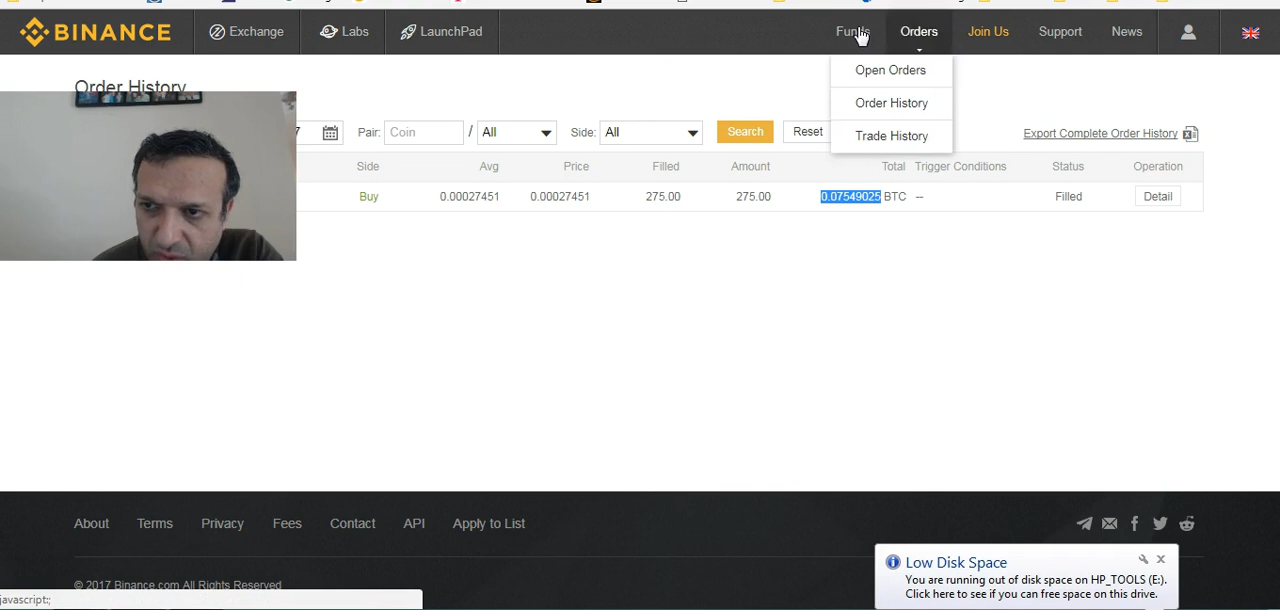 BINANCE Exchange Labs LaunchPad Funds Orders Join Us Support News
Open Orders
Order History
Trade History
Order History
7 Pair: Coin / All Side: All Search Reset Export Complete Order History
Side Avg Price Filled Amount Total Trigger Conditions Status Operation
Buy 0.00027451 0.00027451 275.00 275.00 0.07549025 BTC -- Filled Detail
About Terms Privacy Fees Contact API Apply to List
© 2017 Binance.com All Rights Reserved
javascript:;
Low Disk Space
You are running out of disk space on HP_TOOLS (E:).
Click here to see if you can free space on this drive.